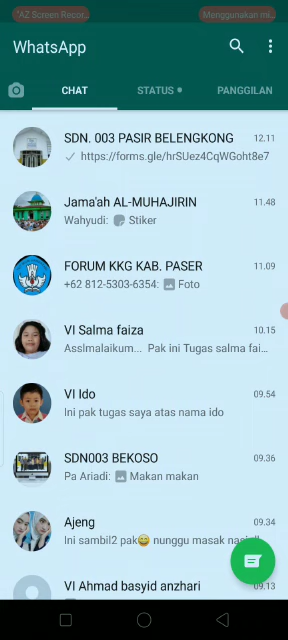 "AZ Screen Recor...
Menggunakan mi...
WhatsApp
CHAT
STATUS
PANGGILAN
SDN. 003 PASIR BELENGKONG
12.11
https://forms.gle/hrSUez4CqWGoht8e7
Jama'ah AL-MUHAJIRIN
11.48
Wahyudi: Stiker
FORUM KKG KAB. PASER
11.09
+62 812-5303-6354: Foto
VI Salma faiza
10.15
Asslmalaikum... Pak ini Tugas salma fai...
VI Ido
09.54
Ini pak tugas saya atas nama ido
SDN003 BEKOSO
09.36
Pa Ariadi: Makan makan
Ajeng
09.34
Ini sambil2 pak😅 nunggu masak
VI Ahmad basyid anzhari
09.13